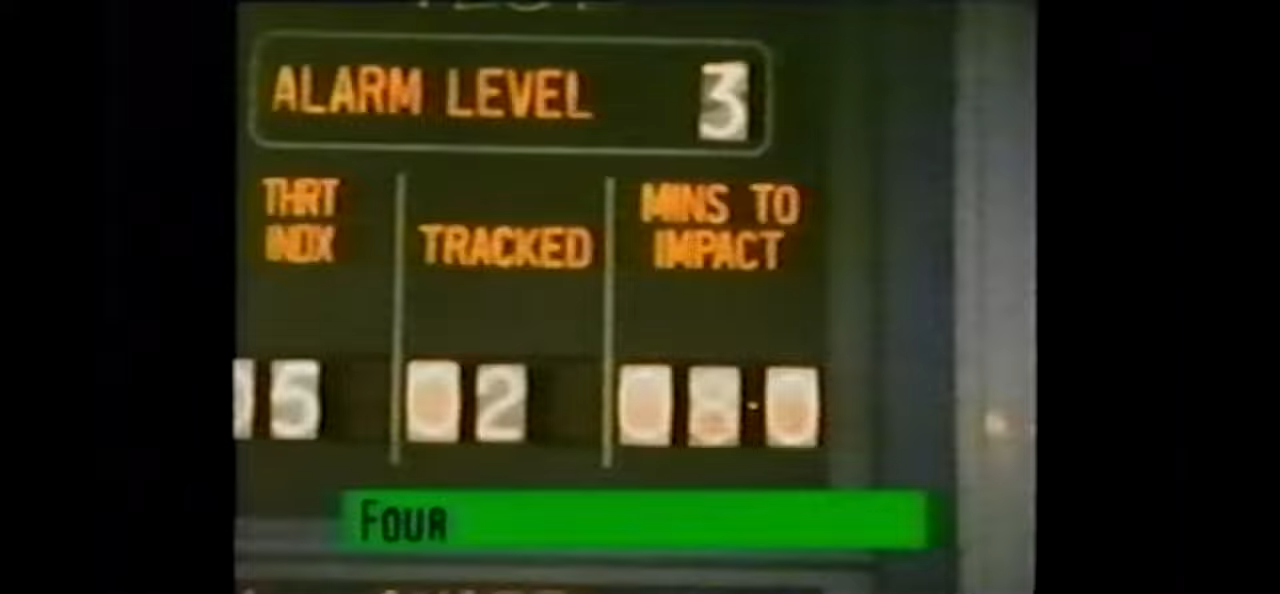 ALARM LEVEL 3
THRT
INDX
TRACKED
MINS TO
IMPACT
5
02
08.0
FOUR